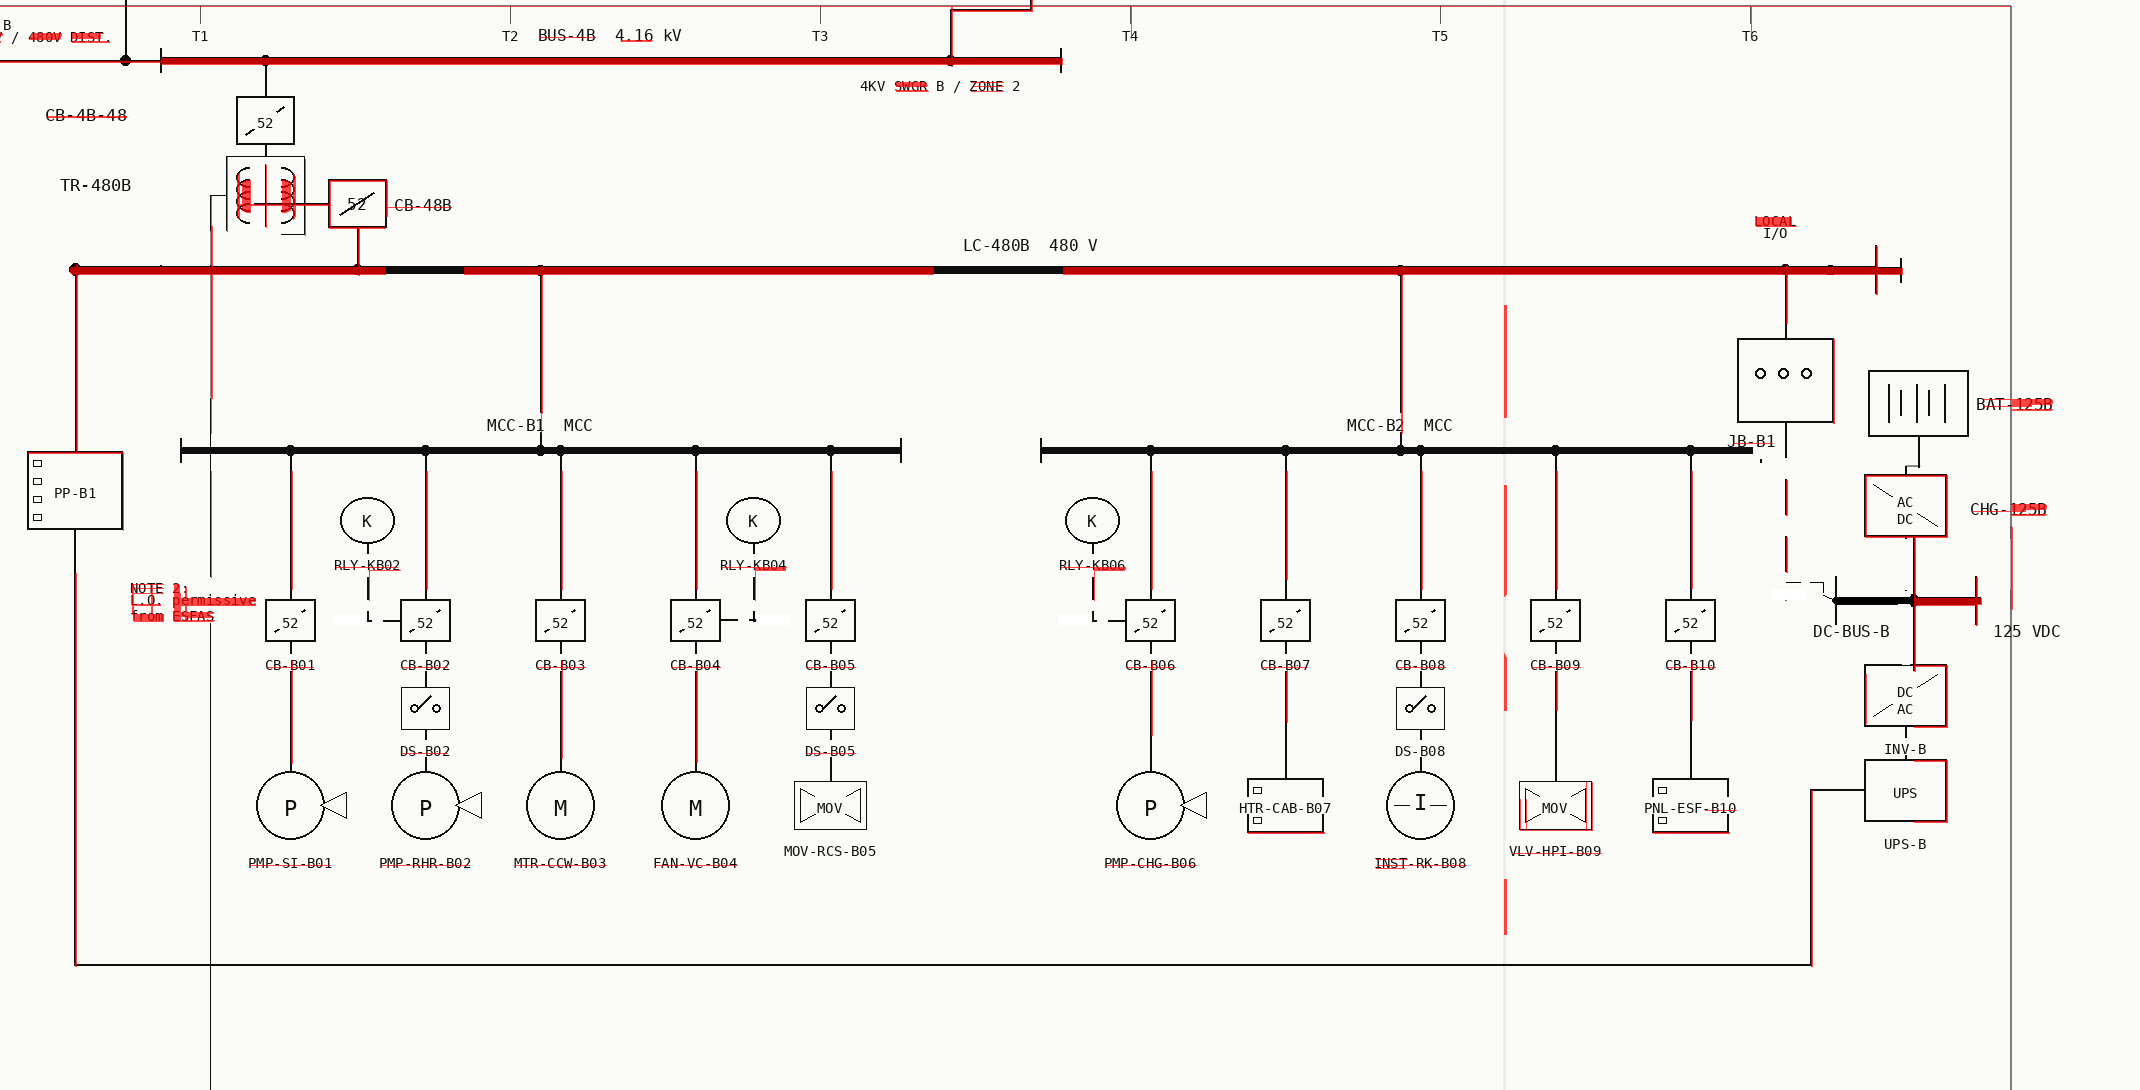 B
/ 480V DIST.
T1
T2
BUS-4B 4.16 kV
T3
T4
T5
T6
4KV SWGR B / ZONE 2
CB-4B-48
52
TR-480B
52
CB-48B
LOCAL
I/O
LC-480B 480 V
MCC-B1 MCC
MCC-B2 MCC
JB-B1
BAT-125B
PP-B1
AC
DC
CHG-125B
K
K
K
RLY-KB02
RLY-KB04
RLY-KB06
NOTE 2:
L.O. permissive
from ESFAS
52
52
52
52
52
52
52
52
52
52
DC-BUS-B
125 VDC
CB-B01
CB-B02
CB-B03
CB-B04
CB-B05
CB-B06
CB-B07
CB-B08
CB-B09
CB-B10
DC
AC
DS-B02
DS-B05
DS-B08
INV-B
P
P
M
M
MOV
P
HTR-CAB-B07
I
MOV
PNL-ESF-B10
UPS
PMP-SI-B01
PMP-RHR-B02
MTR-CCW-B03
FAN-VC-B04
MOV-RCS-B05
PMP-CHG-B06
INST-RK-B08
VLV-HPI-B09
UPS-B